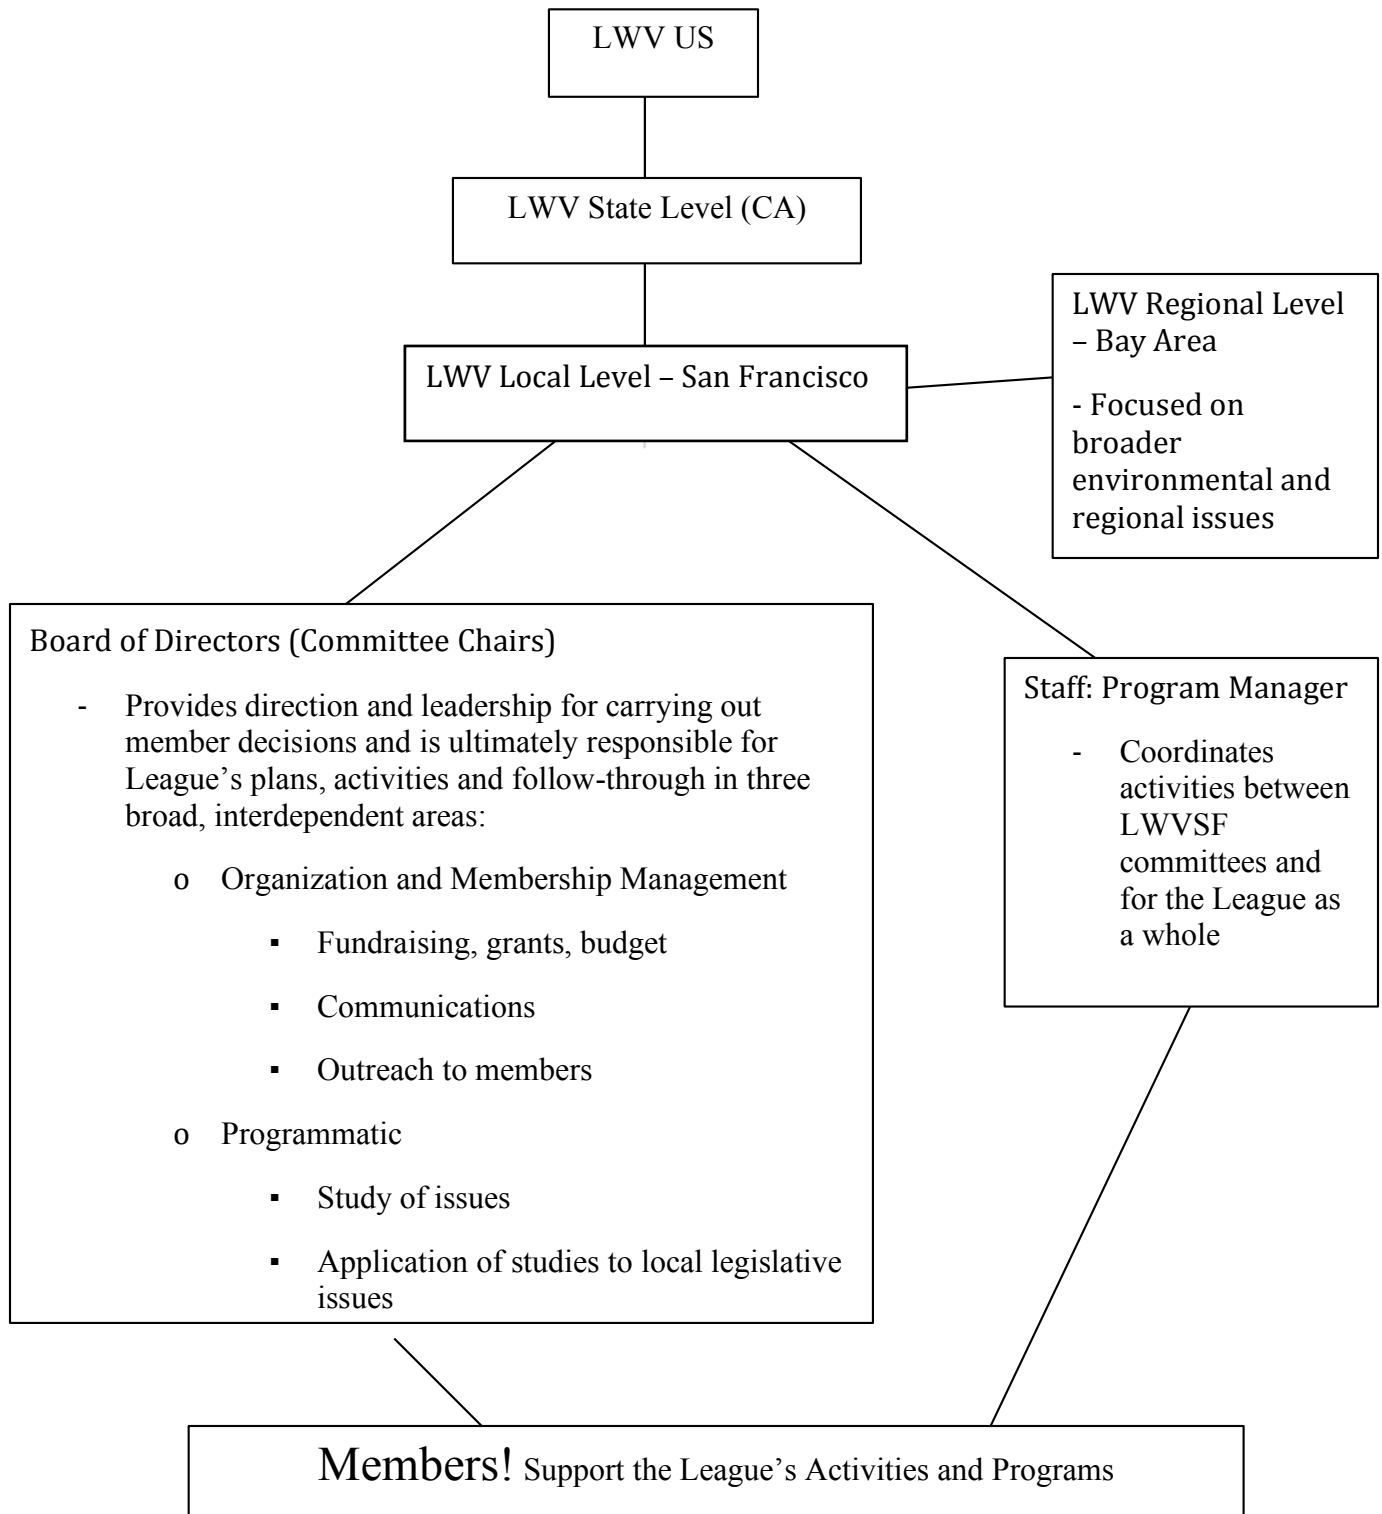 LWV US
LWV State Level (CA)
LWV Local Level – San Francisco
LWV Regional Level
– Bay Area
- Focused on
broader
environmental and
regional issues
Board of Directors (Committee Chairs)
- Provides direction and leadership for carrying out
member decisions and is ultimately responsible for
League’s plans, activities and follow-through in three
broad, interdependent areas:
o Organization and Membership Management
▪ Fundraising, grants, budget
▪ Communications
▪ Outreach to members
o Programmatic
▪ Study of issues
▪ Application of studies to local legislative
issues
Staff: Program Manager
- Coordinates
activities between
LWVSF
committees and
for the League as
a whole
Members! Support the League’s Activities and Programs